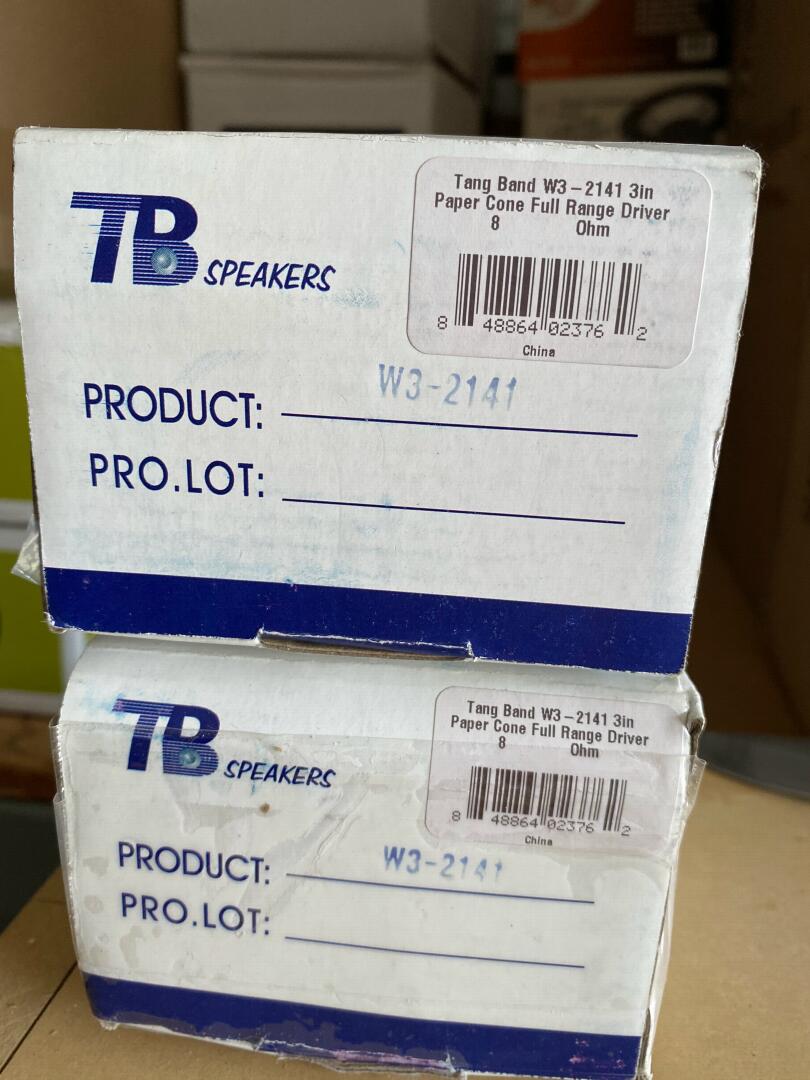 TB SPEAKERS
Tang Band W3-2141 3in
Paper Cone Full Range Driver
8 Ohm
8 48864 02376 2
China
PRODUCT: W3-2141
PRO.LOT:
TB SPEAKERS
Tang Band W3-2141 3in
Paper Cone Full Range Driver
8 Ohm
8 48864 02376 2
China
PRODUCT: W3-2141
PRO.LOT: